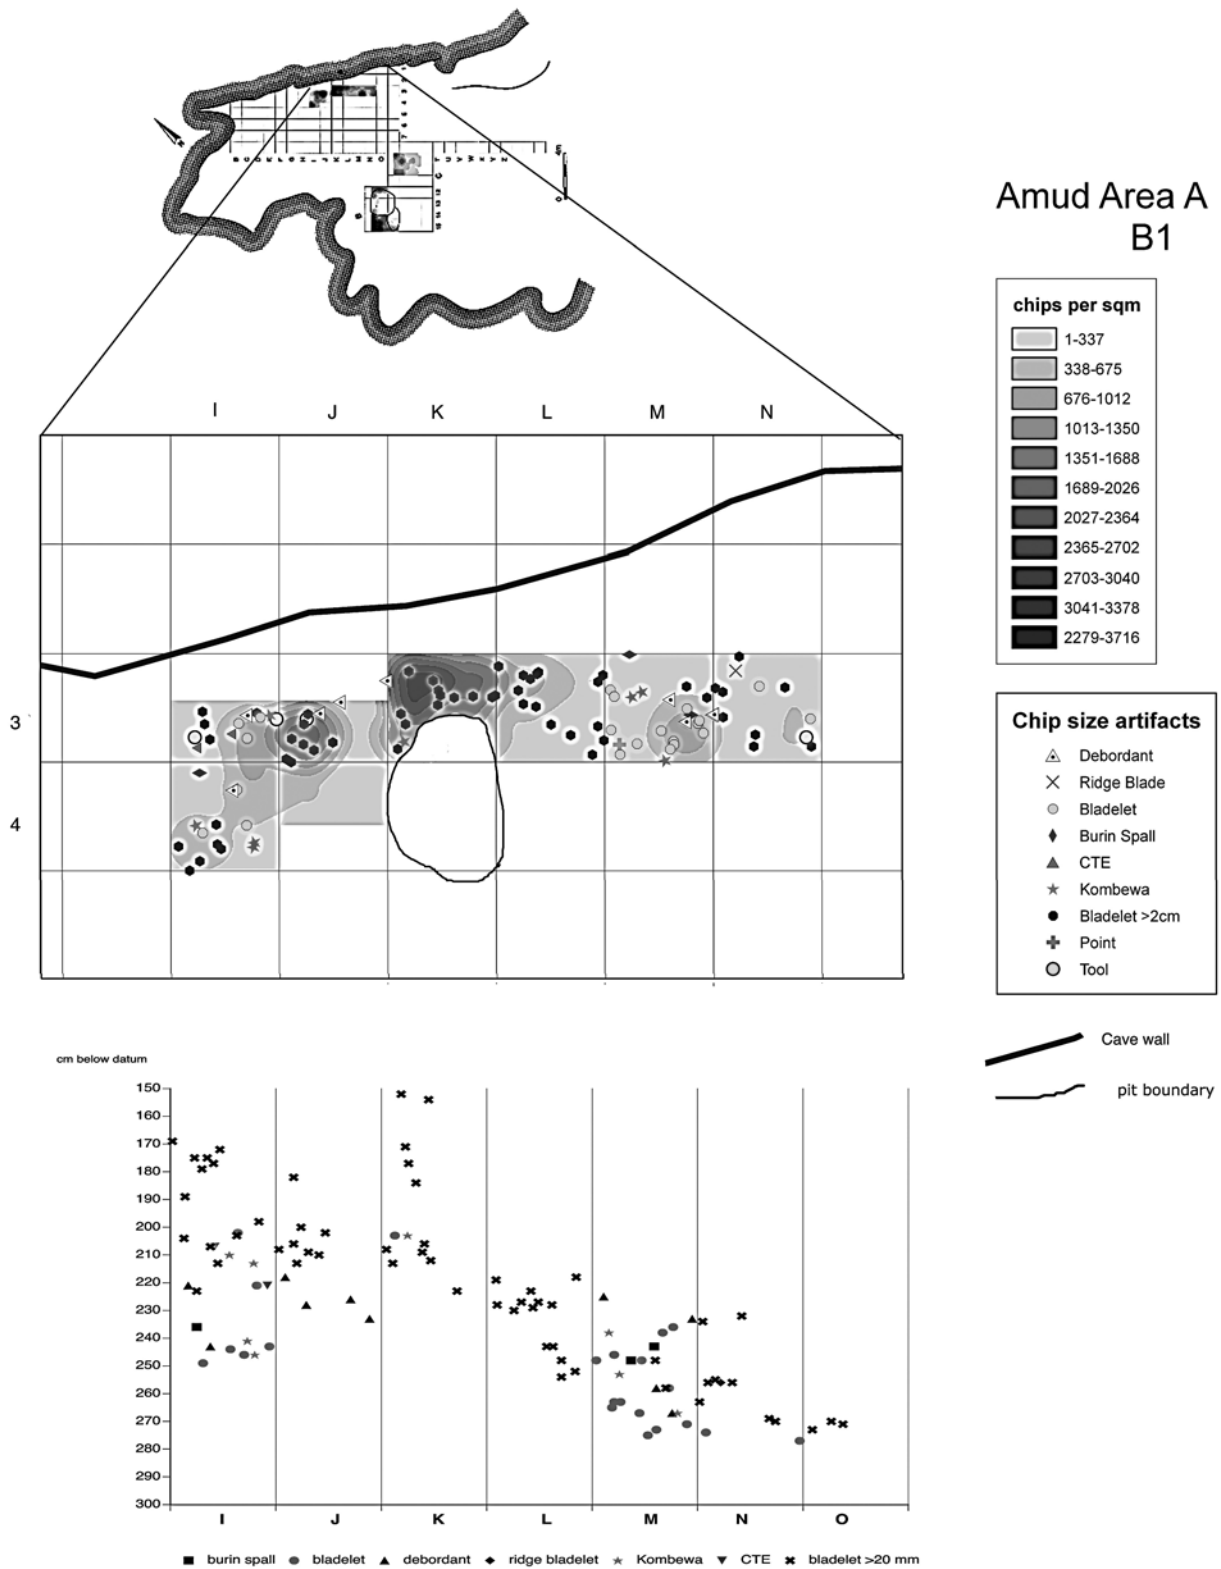 Amud Area A
B1
chips per sqm
1-337
338-675
676-1012
1013-1350
1351-1688
1689-2026
2027-2364
2365-2702
2703-3040
3041-3378
2279-3716
I J K L M N
3
4
Chip size artifacts
Debordant
Ridge Blade
Bladelet
Burin Spall
CTE
Kombewa
Bladelet >2cm
Point
Tool
Cave wall
pit boundary
cm below datum
150
160
170
180
190
200
210
220
230
240
250
260
270
280
290
300
I J K L M N O
burin spall bladelet debordant ridge bladelet Kombewa CTE bladelet >20 mm